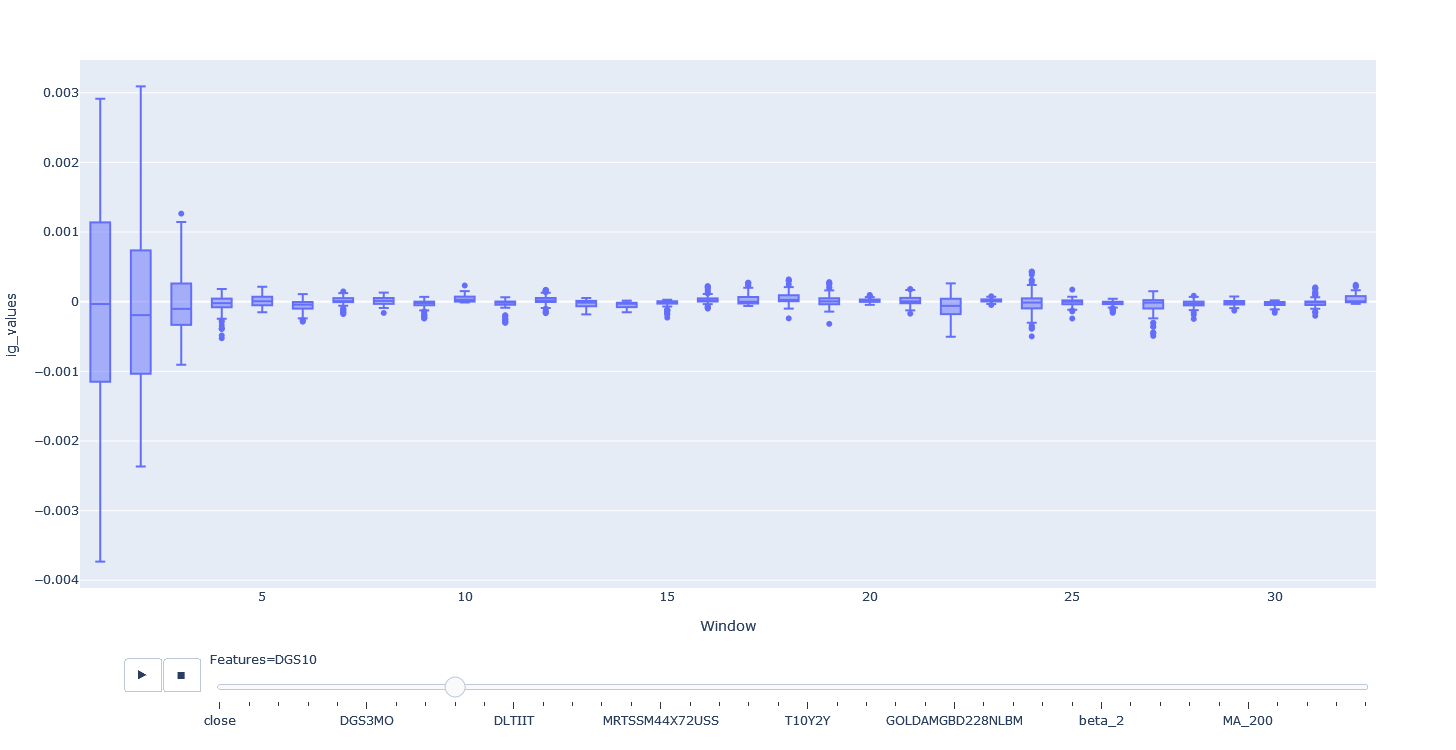 0.003
0.002
0.001
0
−0.001
−0.002
−0.003
−0.004
ig_values
5 10 15 20 25 30
Window
Features=DGS10
close DGS3MO DLTIIT MRTSSM44X72USS T10Y2Y GOLDAMGBD228NLBM beta_2 MA_200